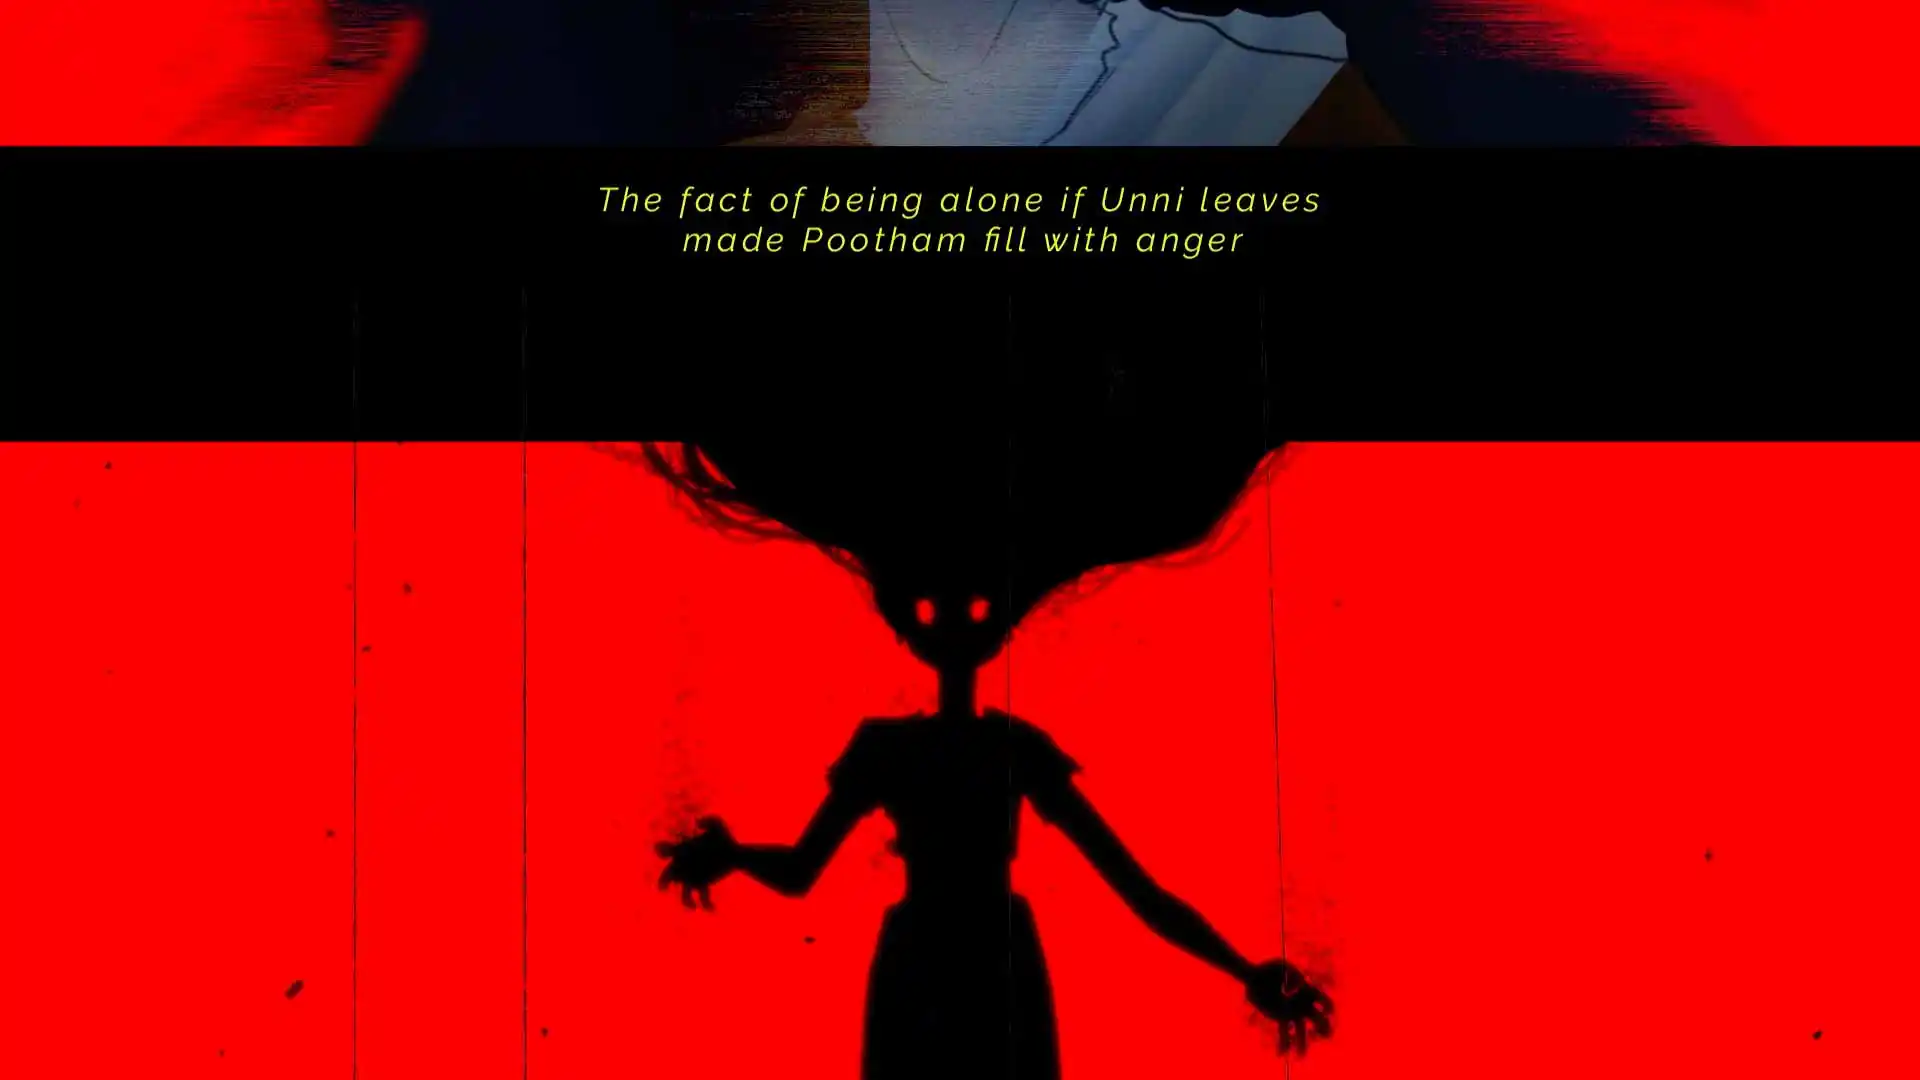 The fact of being alone if Unni leaves
made Pootham fill with anger